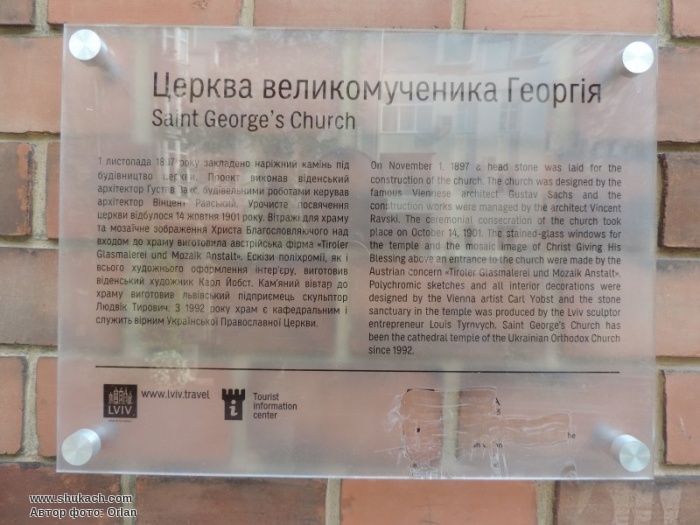 Церква великомученика Георгія
Saint George's Church
1 листопада 1897 року закладено наріжний камінь під
будівництво церкви. Проект виконав віденський
архітектор Густав Закс, будівельними роботами керував
архітектор Вінцент Равський. Урочисте посвячення
церкви відбулося 14 жовтня 1901 року. Вітражі для храму
та мозаїчне зображення Христа Благословляючого над
входом до храму виготовила австрійська фірма «Tiroler
Glasmalerei und Mozaik Anstalt». Ескізи поліхромії, як і
всього художнього оформлення інтер'єру, виготовив
віденський художник Карл Йобст. Кам'яний вівтар до
храму виготовив львівський підприємець скульптор
Людвік Тирович. З 1992 року храм є кафедральним і
служить вірним Української Православної Церкви.
On November 1, 1897 a head stone was laid for the
construction of the church. The church was designed by the
famous Viennese architect Gustav Sachs and the
construction works were managed by the architect Vincent
Ravski. The ceremonial consecration of the church took
place on October 14, 1901. The stained-glass windows for
the temple and the mosaic image of Christ Giving His
Blessing above an entrance to the church were made by the
Austrian concern «Tiroler Glasmalerei und Mozaik Anstalt».
Polychromic sketches and all interior decorations were
designed by the Vienna artist Carl Yobst and the stone
sanctuary in the temple was produced by the Lviv sculptor
entrepreneur Louis Tyrnvych. Saint George's Church has
been the cathedral temple of the Ukrainian Orthodox Church
since 1992.
LVIV
www.lviv.travel
i
Tourist
information
center
he
www.shukach.com
Автор фото: Orlan